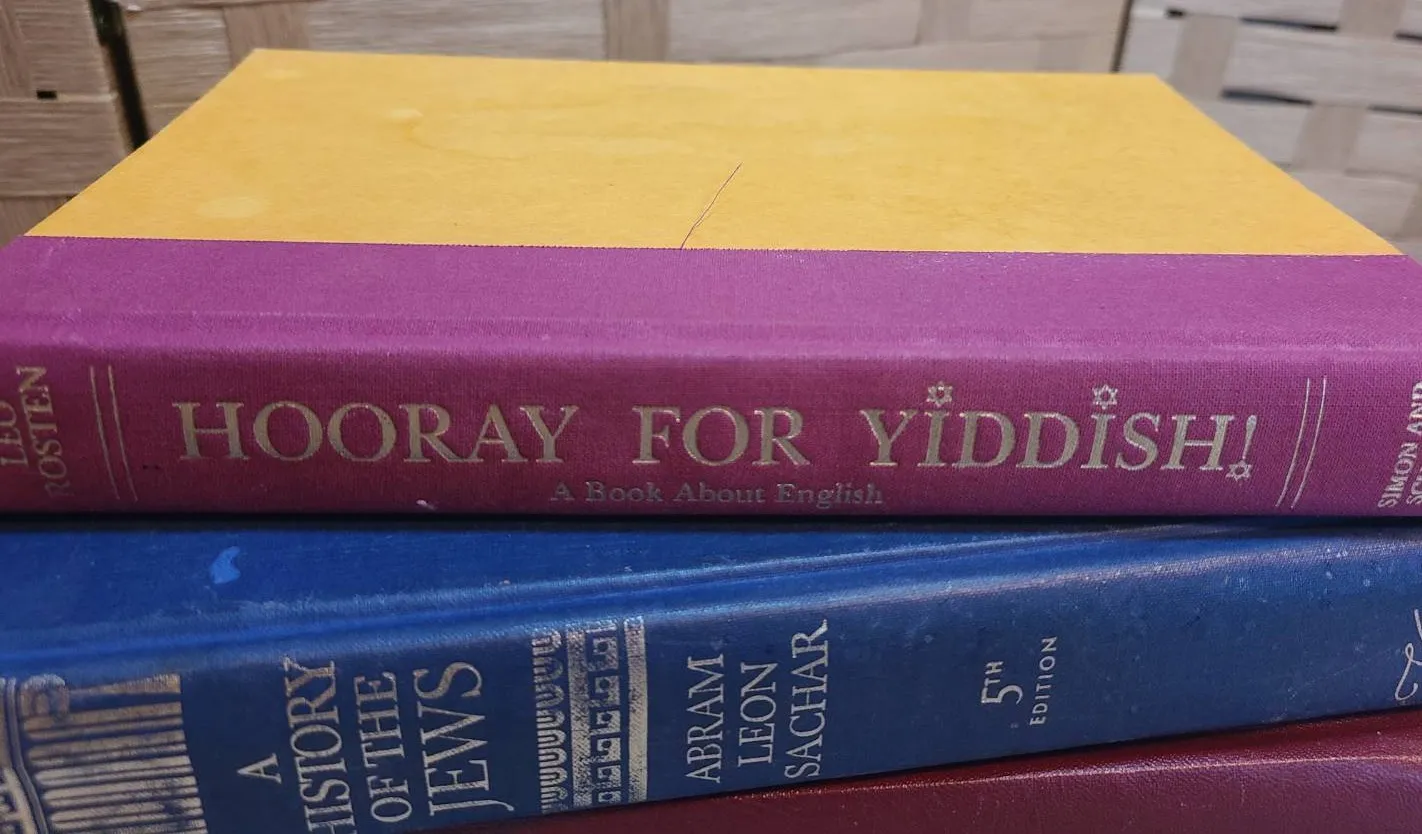 LEO
ROSTEN
HOORAY FOR YIDDISH!
A Book About English
SIMON AND
A
HISTORY
OF THE
JEWS
ABRAM
LEON
SACHAR
5TH
EDITION